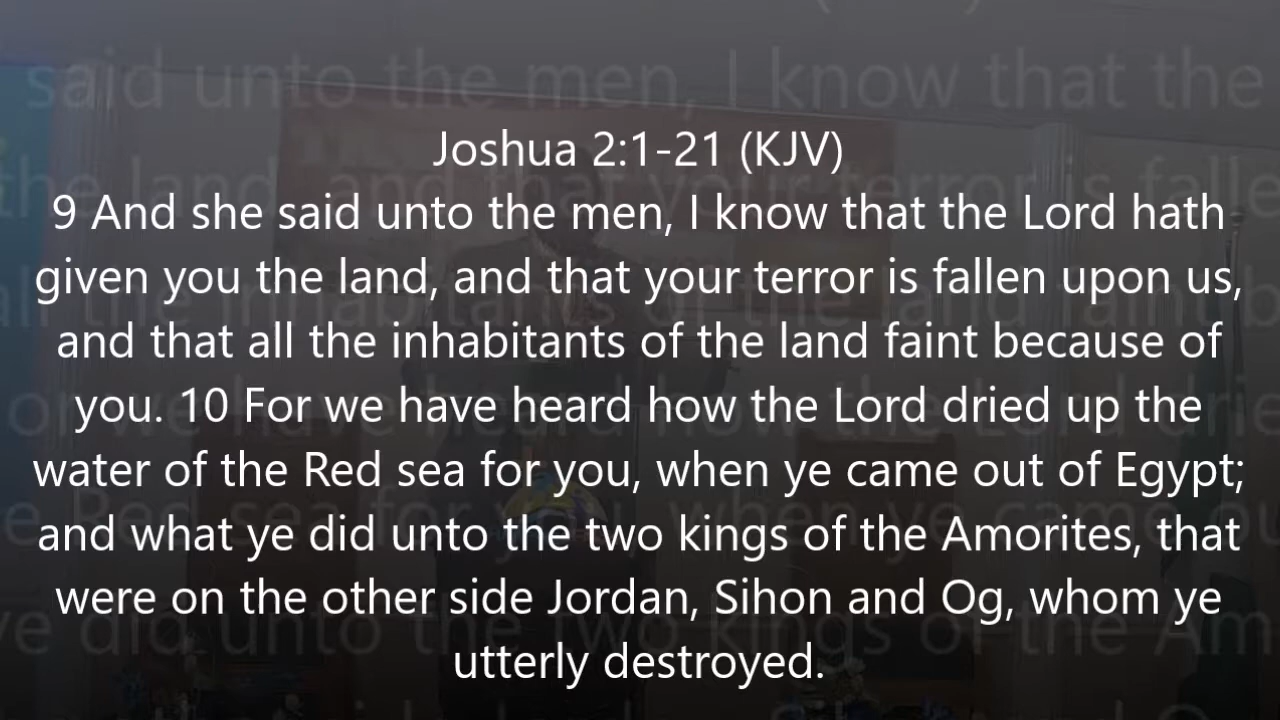 Joshua 2:1-21 (KJV)
9 And she said unto the men, I know that the Lord hath
given you the land, and that your terror is fallen upon us,
and that all the inhabitants of the land faint because of
you. 10 For we have heard how the Lord dried up the
water of the Red sea for you, when ye came out of Egypt;
and what ye did unto the two kings of the Amorites, that
were on the other side Jordan, Sihon and Og, whom ye
utterly destroyed.